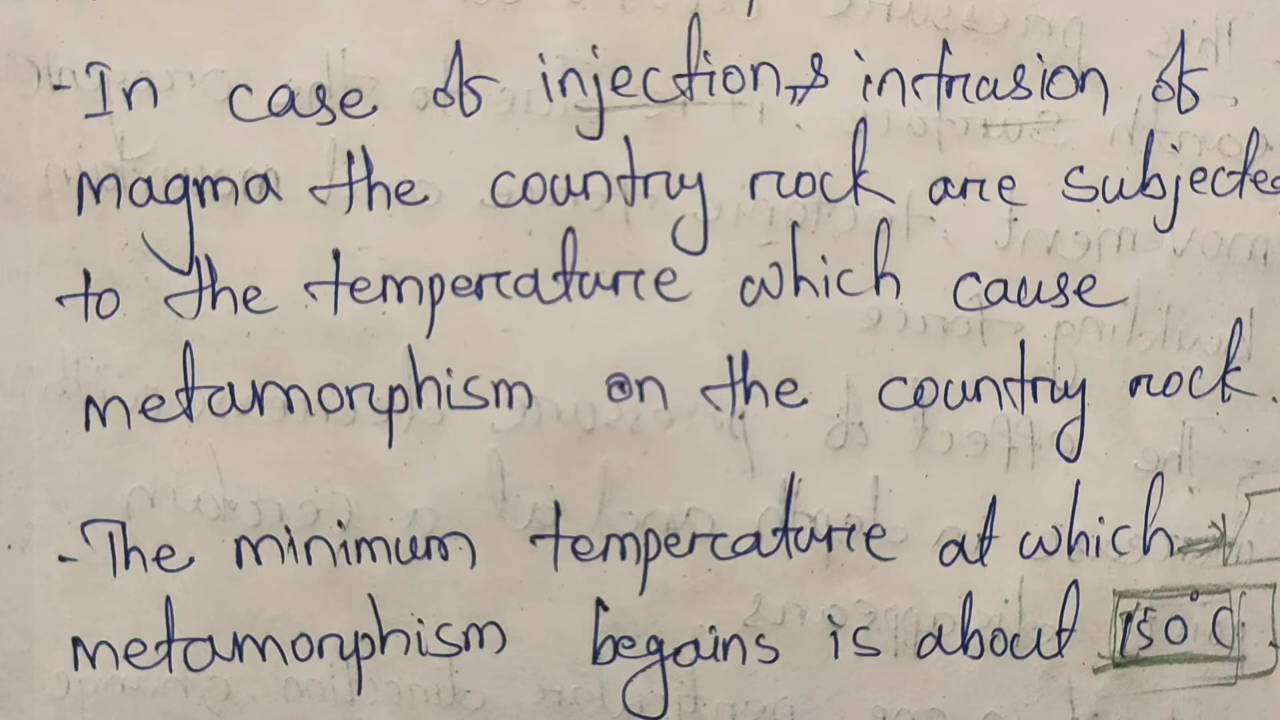 -In case of injection, & intrusion of
magma the country rock are subjected
to the temperature which cause
metamorphism on the country rock.
-The minimum temperature at which →
metamorphism begains is about 150°C